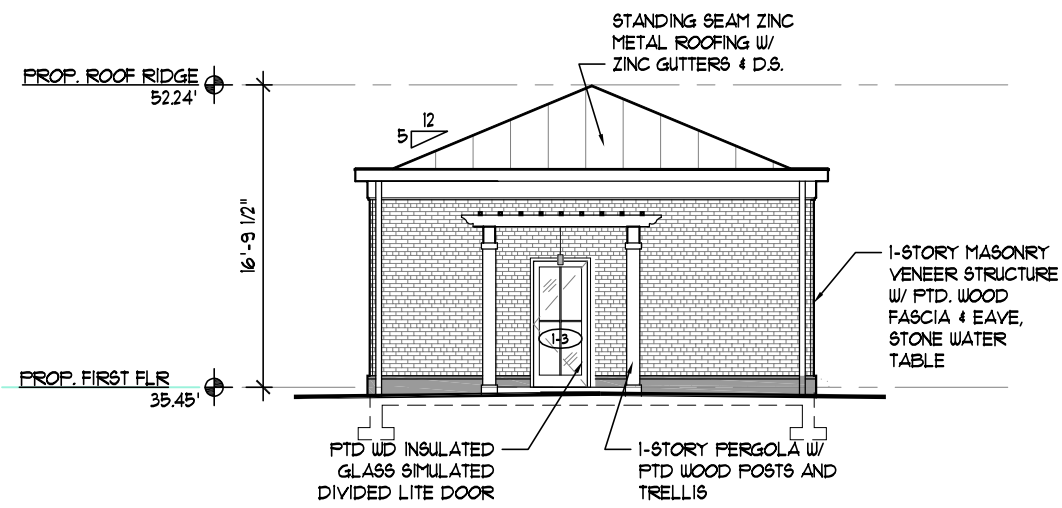 STANDING SEAM ZINC
METAL ROOFING W/
ZINC GUTTERS & D.S.
PROP. ROOF RIDGE
52.24'
12
5
16'-9 1/2"
1-STORY MASONRY
VENEER STRUCTURE
W/ PTD. WOOD
FASCIA & EAVE,
STONE WATER
TABLE
1-3
PROP. FIRST FLR
35.45'
PTD WD INSULATED
GLASS SIMULATED
DIVIDED LITE DOOR
1-STORY PERGOLA W/
PTD WOOD POSTS AND
TRELLIS